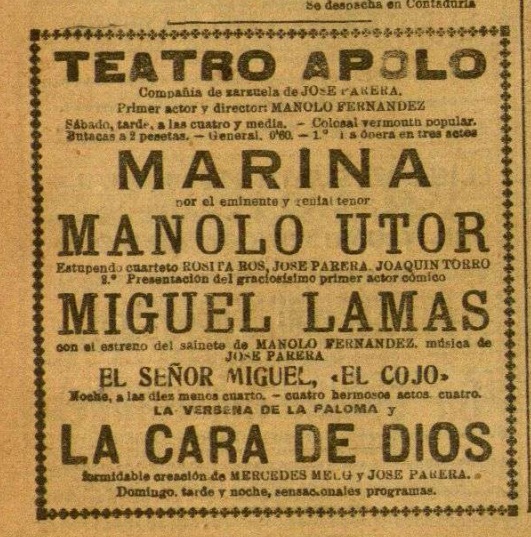 Se despacha en Contaduría
TEATRO APOLO
Compañía de zarzuela de JOSE PARERA.
Primer actor y director: MANOLO FERNANDEZ
Sábado, tarde, a las cuatro y media. — Colosal vermouth popular.
Butacas a 2 pesetas. — General, 0'60. — 1.º La ópera en tres actos
MARINA
por el eminente y genial tenor
MANOLO UTOR
Estupendo cuarteto ROSITA ROS, JOSE PARERA. JOAQUIN TORRO
2.º Presentación del graciosísimo primer actor cómico
MIGUEL LAMAS
con el estreno del sainete de MANOLO FERNANDEZ, música de
JOSE PARERA
EL SEÑOR MIGUEL, «EL COJO»
Noche, a las diez menos cuarto. — cuatro hermosos actos, cuatro.
LA VERBENA DE LA PALOMA y
LA CARA DE DIOS
formidable creación de MERCEDES MELO y JOSE PARERA.
Domingo, tarde y noche, sensacionales programas.